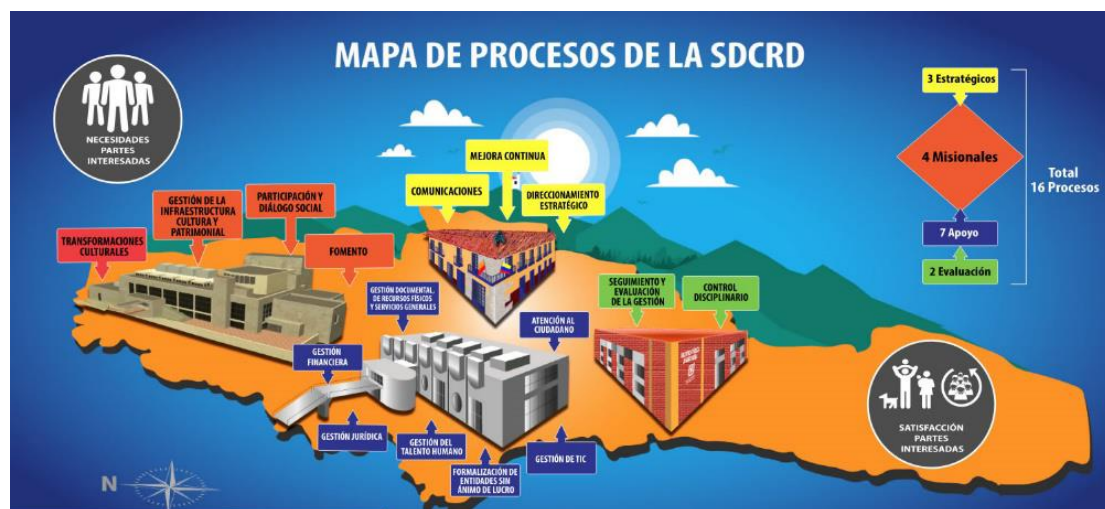 MAPA DE PROCESOS DE LA SDCRD
NECESIDADES
PARTES
INTERESADAS
3 Estratégicos
4 Misionales
7 Apoyo
2 Evaluación
Total
16 Procesos
MEJORA CONTINUA
COMUNICACIONES
DIRECCIONAMIENTO
ESTRATÉGICO
TRANSFORMACIONES
CULTURALES
GESTIÓN DE LA
INFRAESTRUCTURA
CULTURA Y
PATRIMONIAL
PARTICIPACIÓN Y
DIÁLOGO SOCIAL
FOMENTO
GESTIÓN DOCUMENTAL,
DE RECURSOS FÍSICOS
Y SERVICIOS GENERALES
ATENCIÓN AL
CIUDADANO
SEGUIMIENTO Y
EVALUACIÓN
DE LA GESTIÓN
CONTROL
DISCIPLINARIO
GESTIÓN
FINANCIERA
GESTIÓN JURÍDICA
GESTIÓN DEL
TALENTO HUMANO
FORMALIZACIÓN DE
ENTIDADES SIN
ÁNIMO DE LUCRO
GESTIÓN DE TIC
SATISFACCIÓN
PARTES
INTERESADAS
N